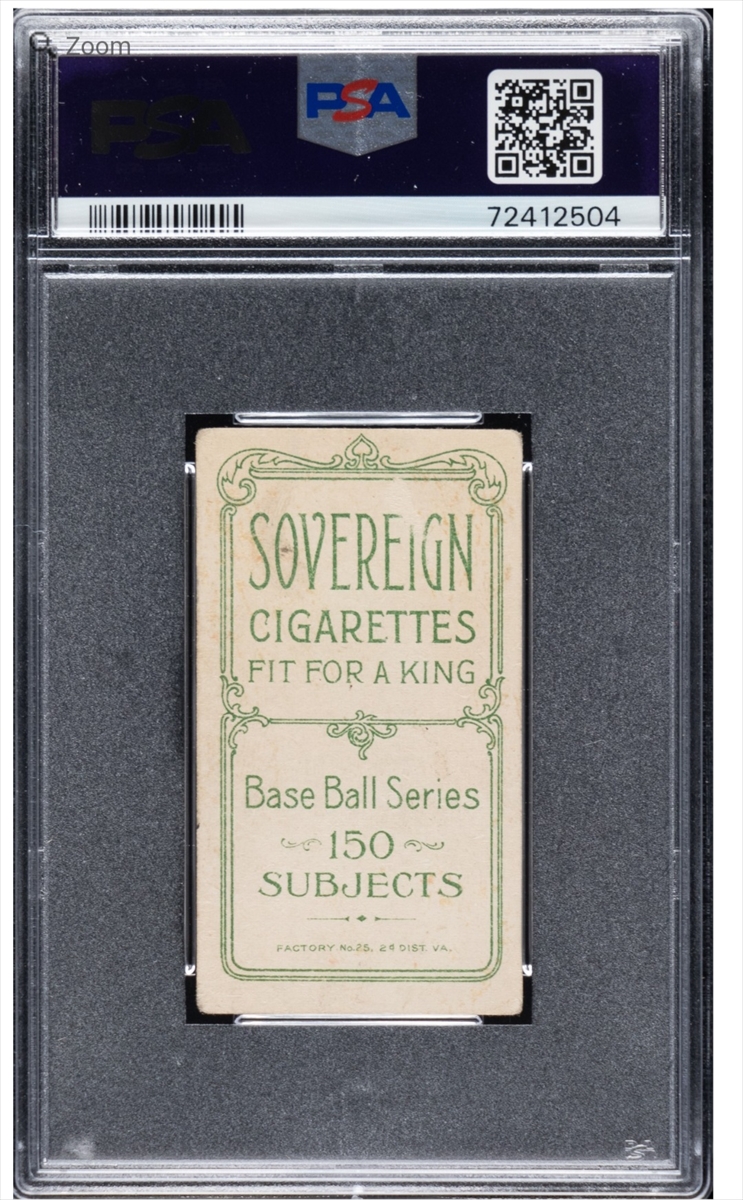 Zoom
PSA
PSA
72412504
SOVEREIGN
CIGARETTES
FIT FOR A KING
Base Ball Series
150
SUBJECTS
FACTORY No. 25, 2D DIST. VA.
PSA